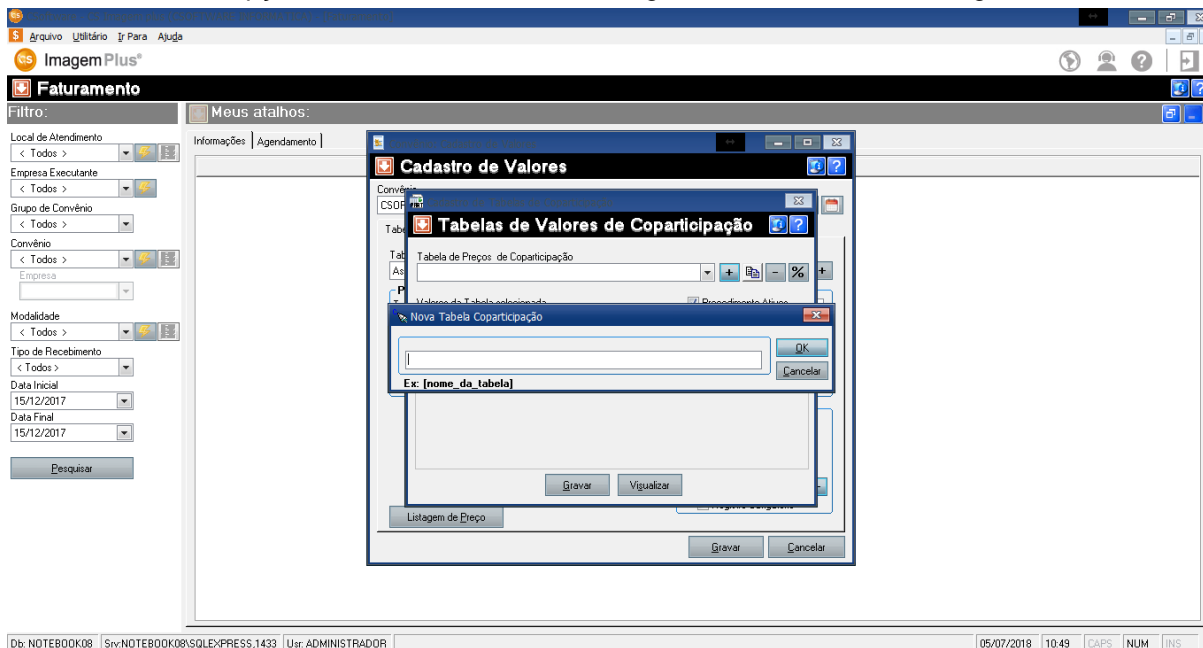 Arquivo Utilitário Ir Para Ajuda
ImagemPlus®
Faturamento
Filtro:
Meus atalhos:
Local de Atendimento
< Todos >
Empresa Executante
< Todos >
Grupo de Convênio
< Todos >
Convênio
< Todos >
Empresa
Modalidade
< Todos >
Tipo de Recebimento
< Todos >
Data Inicial
15/12/2017
Data Final
15/12/2017
Pesquisar
Informações Agendamento
Cadastro de Valores
Convênio
Tabelas de Valores de Coparticipação
Tabela de Preços de Coparticipação
Valores da Tabela selecionada
Procedimento Ativos
Nova Tabela Coparticipação
OK
Cancelar
Ex: [nome_da_tabela]
Gravar Visualizar
Listagem de Preço
Gravar Cancelar
Db: NOTEBOOK08 Srv:NOTEBOOK08\SQLEXPRESS,1433 Usr: ADMINISTRADOR 05/07/2018 10:49 CAPS NUM INS